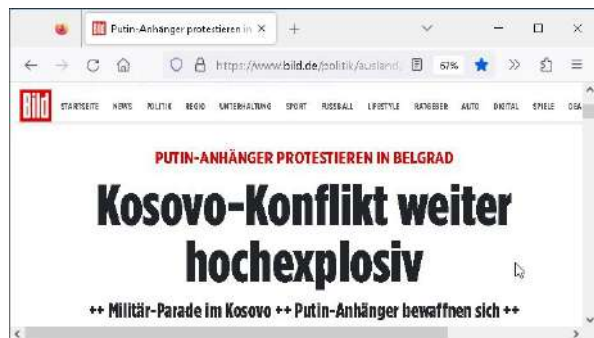 Putin-Anhänger protestieren in
https://www.bild.de/politik/ausland,
67%
Bild
STARTSEITE NEWS POLITIK REGIO UNTERHALTUNG SPORT FUSSBALL LIFESTYLE RATGEBER AUTO DIGITAL SPIELE
PUTIN-ANHÄNGER PROTESTIEREN IN BELGRAD
Kosovo-Konflikt weiter
hochexplosiv
++ Militär-Parade im Kosovo ++ Putin-Anhänger bewaffnen sich ++